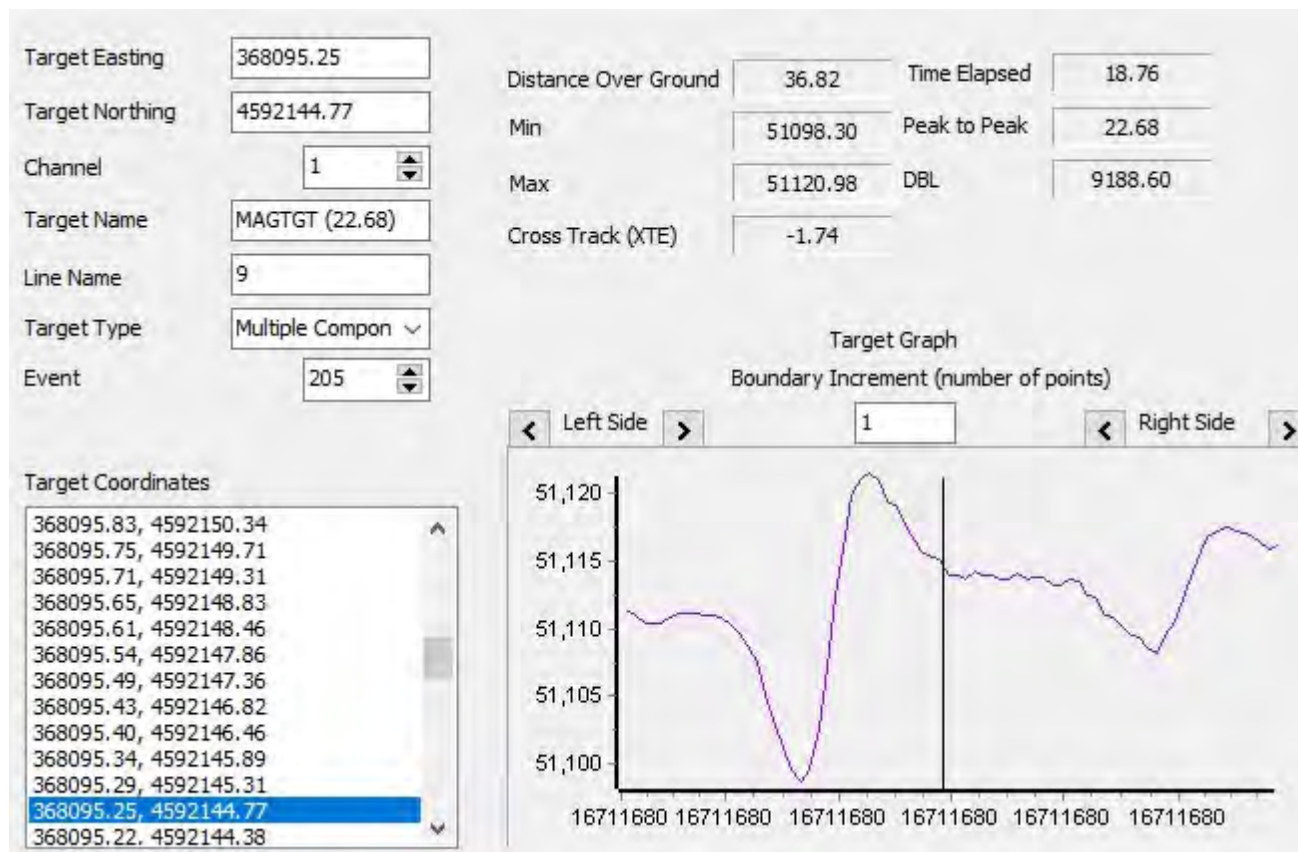 Target Easting 368095.25
Target Northing 4592144.77
Channel 1
Target Name MAGTGT (22.68)
Line Name 9
Target Type Multiple Compon
Event 205
Distance Over Ground 36.82 Time Elapsed 18.76
Min 51098.30 Peak to Peak 22.68
Max 51120.98 DBL 9188.60
Cross Track (XTE) -1.74
Target Coordinates
368095.83, 4592150.34
368095.75, 4592149.71
368095.71, 4592149.31
368095.65, 4592148.83
368095.61, 4592148.46
368095.54, 4592147.86
368095.49, 4592147.36
368095.43, 4592146.82
368095.40, 4592146.46
368095.34, 4592145.89
368095.29, 4592145.31
368095.25, 4592144.77
368095.22, 4592144.38
Target Graph
Boundary Increment (number of points)
< Left Side > 1 < Right Side >
51,120
51,115
51,110
51,105
51,100
16711680 16711680 16711680 16711680 16711680 16711680